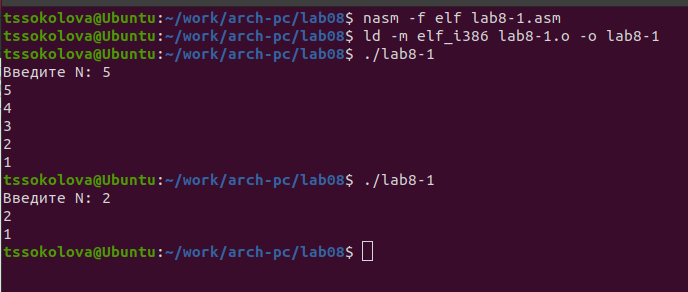 tssokolova@Ubuntu:~/work/arch-pc/lab08$ nasm -f elf lab8-1.asm
tssokolova@Ubuntu:~/work/arch-pc/lab08$ ld -m elf_i386 lab8-1.o -o lab8-1
tssokolova@Ubuntu:~/work/arch-pc/lab08$ ./lab8-1
Введите N: 5
5
4
3
2
1
tssokolova@Ubuntu:~/work/arch-pc/lab08$ ./lab8-1
Введите N: 2
2
1
tssokolova@Ubuntu:~/work/arch-pc/lab08$